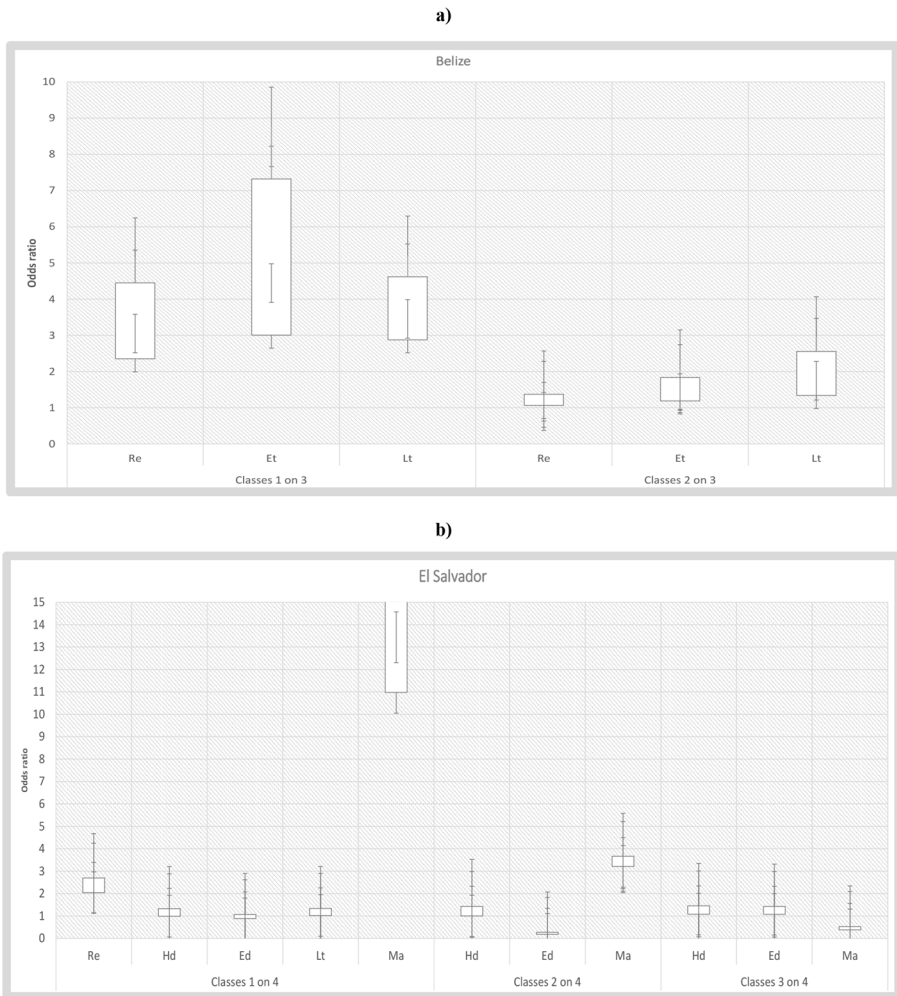 a)
Belize
10
9
8
7
6
5
4
3
2
1
0
Odds ratio
Re Et Lt Re Et Lt
Classes 1 on 3 Classes 2 on 3
b)
El Salvador
15
14
13
12
11
10
9
8
7
6
5
4
3
2
1
0
Odds ratio
Re Hd Ed Lt Ma Hd Ed Ma Hd Ed Ma
Classes 1 on 4 Classes 2 on 4 Classes 3 on 4